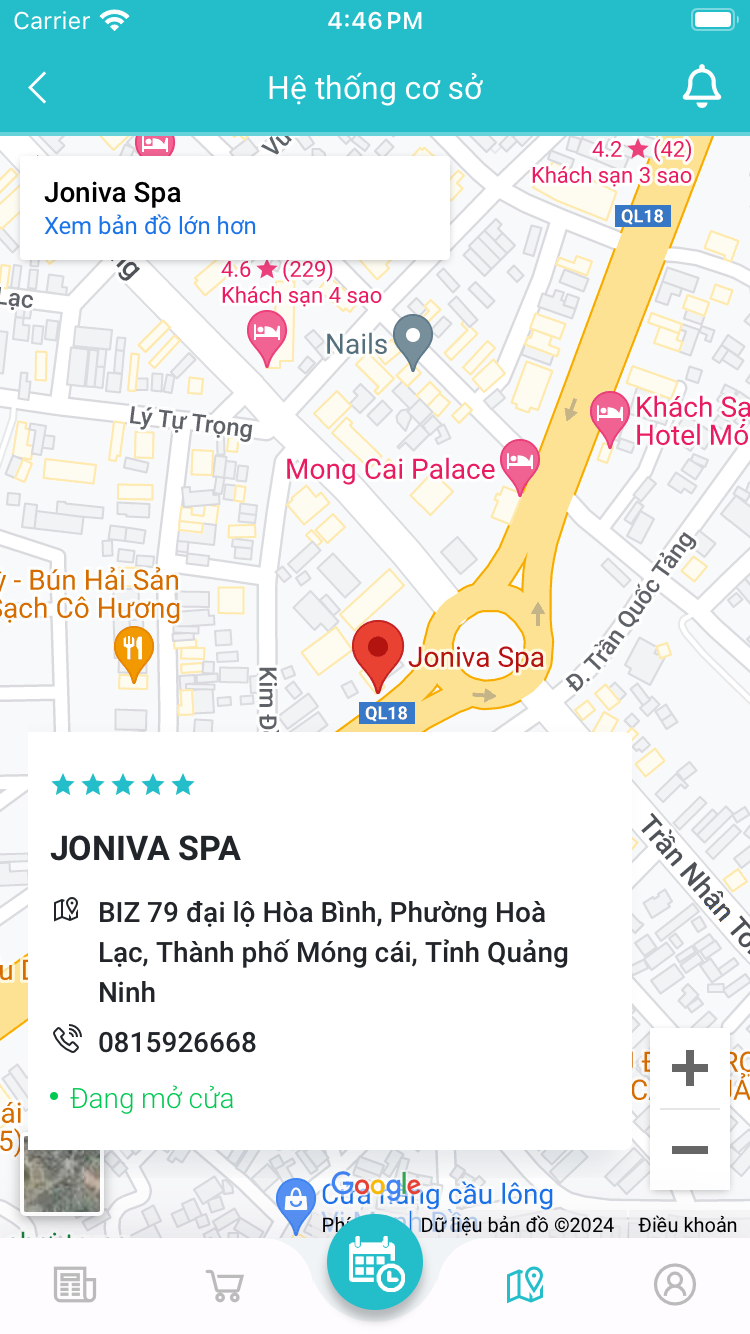 Carrier
4:46 PM
Hệ thống cơ sở
4.2 ★ (42)
Khách sạn 3 sao
Joniva Spa
Xem bản đồ lớn hơn
QL18
4.6 ★ (229)
Khách sạn 4 sao
Lạc
Nails
Khách Sạ
Hotel Mó
Lý Tự Trọng
Mong Cai Palace
Đ. Trần Quốc Tảng
- Bún Hải Sản
Sạch Cô Hương
Joniva Spa
Kim Đ
QL18
JONIVA SPA
Trần Nhân Tô
BIZ 79 đại lộ Hòa Bình, Phường Hoà
Lạc, Thành phố Móng cái, Tỉnh Quảng
Ninh
0815926668
Đang mở cửa
Google
Cửa hàng cầu lông
Dữ liệu bản đồ ©2024
Điều khoản